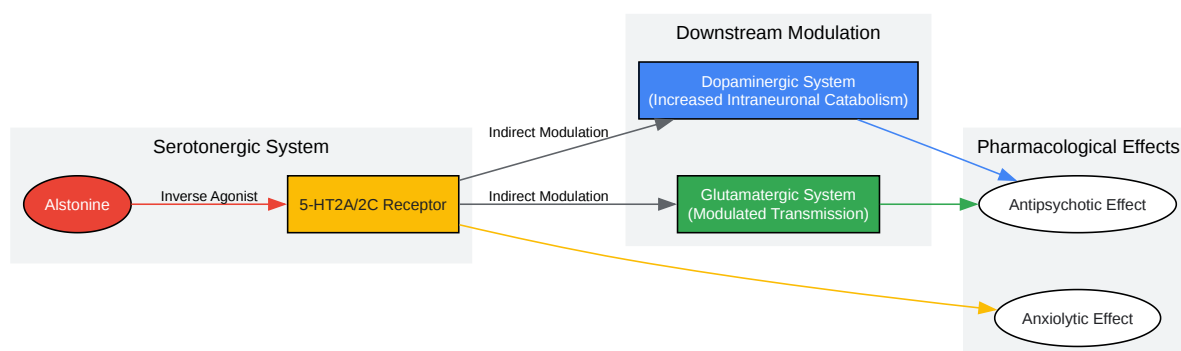 Downstream Modulation
Dopaminergic System
(Increased Intraneuronal Catabolism)
Indirect Modulation
Serotonergic System
Pharmacological Effects
Alstonine
Inverse Agonist
5-HT2A/2C Receptor
Indirect Modulation
Glutamatergic System
(Modulated Transmission)
Antipsychotic Effect
Anxiolytic Effect